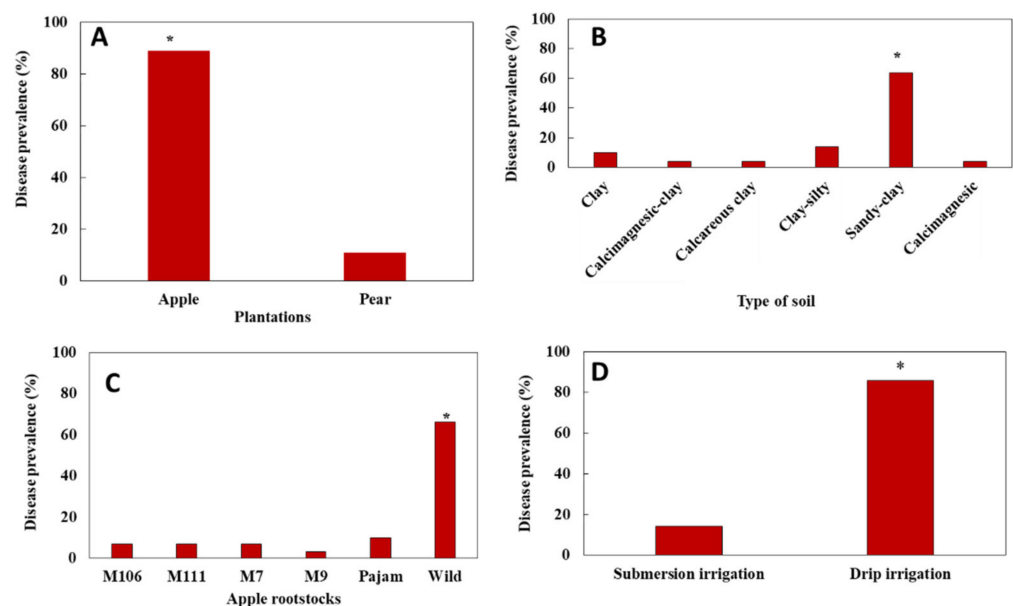 A
*
Disease prevalence (%)
100
80
60
40
20
0
Apple
Pear
Plantations
B
*
Disease prevalence (%)
100
80
60
40
20
0
Clay
Calcimagnesic-clay
Calcareous clay
Clay-silty
Sandy-clay
Calcimagnesic
Type of soil
C
*
Disease prevalence (%)
100
80
60
40
20
0
M106
M111
M7
M9
Pajam
Wild
Apple rootstocks
D
*
Disease prevalence (%)
100
80
60
40
20
0
Submersion irrigation
Drip irrigation